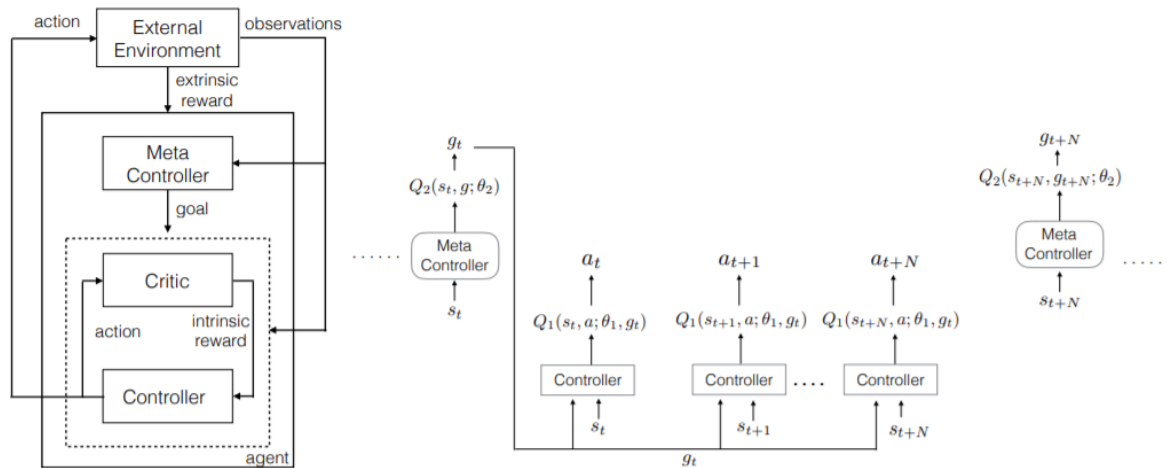 action
External
Environment
observations
extrinsic
reward
Meta
Controller
goal
Critic
action
intrinsic
reward
Controller
agent
g_t
Q_2(s_t, g; θ_2)
Meta
Controller
s_t
......
a_t
Q_1(s_t, a; θ_1, g_t)
Controller
s_t
a_{t+1}
Q_1(s_{t+1}, a; θ_1, g_t)
Controller
s_{t+1}
....
a_{t+N}
Q_1(s_{t+N}, a; θ_1, g_t)
Controller
s_{t+N}
g_t
g_{t+N}
Q_2(s_{t+N}, g_{t+N}; θ_2)
Meta
Controller
s_{t+N}
.....